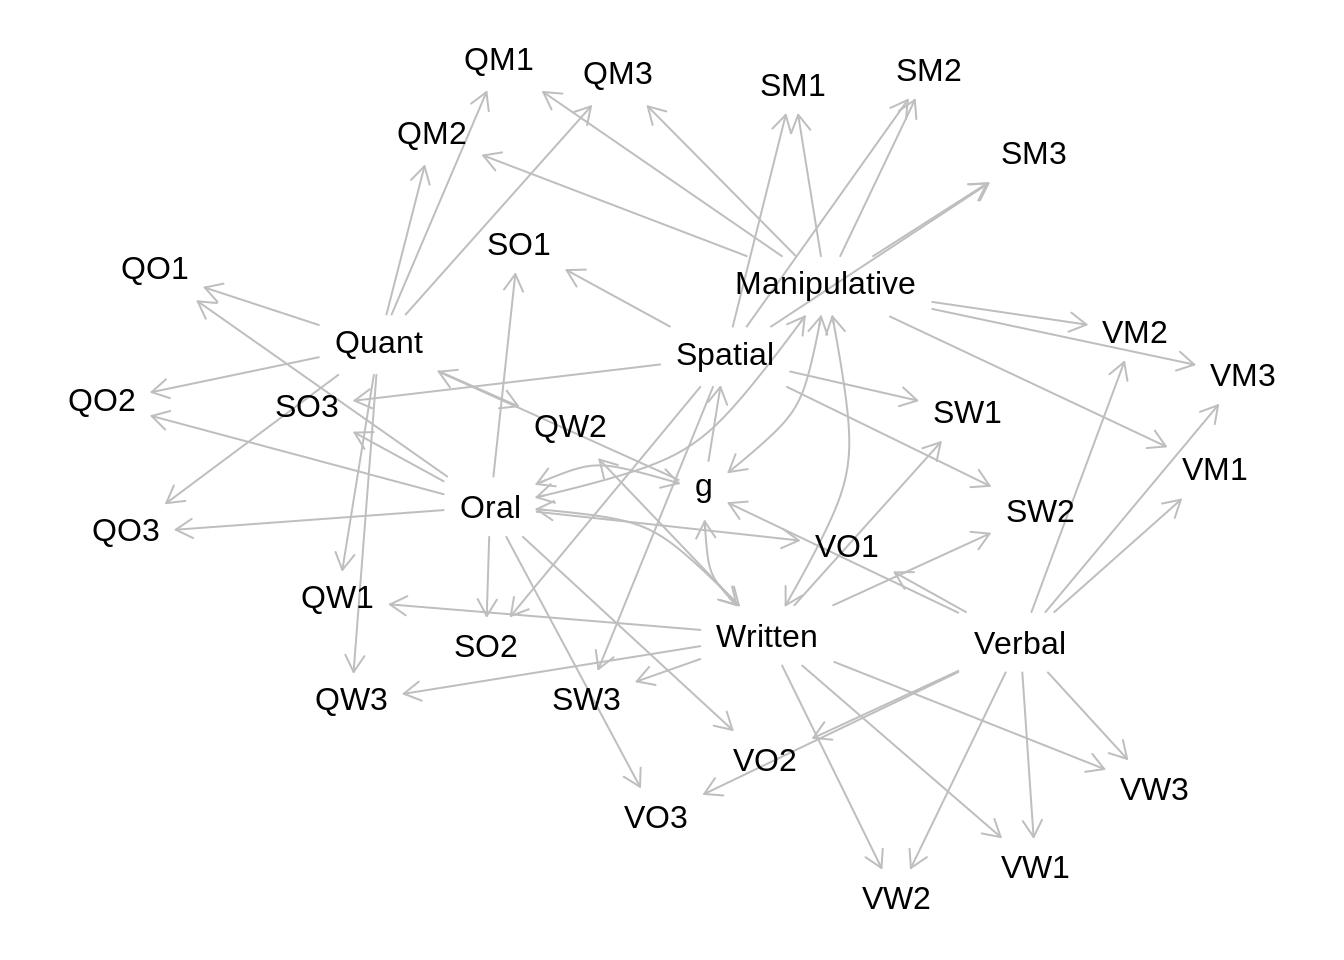 QM1
QM3
SM2
SM1
QM2
SM3
SO1
QO1
Manipulative
VM2
Quant
Spatial
VM3
QO2
SO3
SW1
QW2
VM1
g
Oral
SW2
QO3
VO1
QW1
Written
Verbal
SO2
QW3
SW3
VO2
VW3
VO3
VW1
VW2